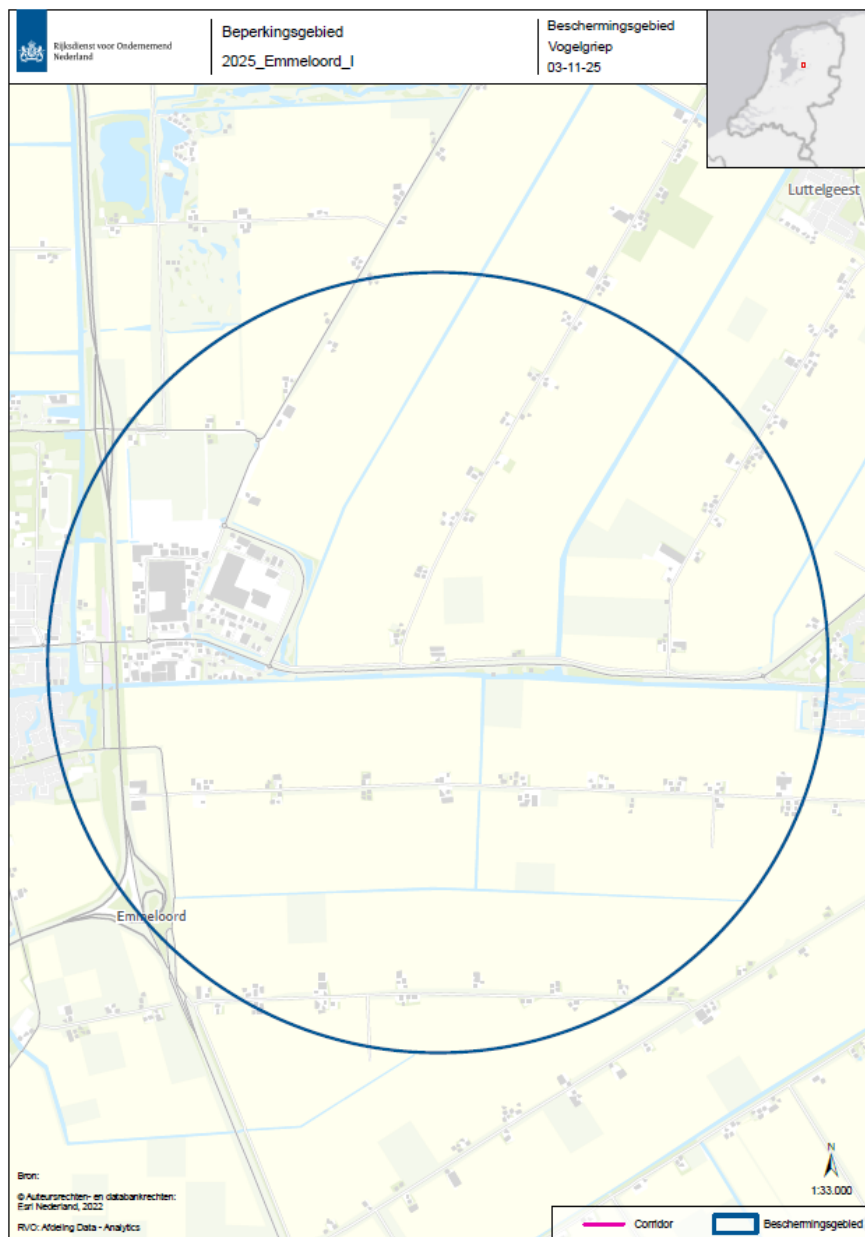 Rijksdienst voor Ondernemend
Nederland
Beperkingsgebied
2025_Emmeloord_I
Beschermingsgebied
Vogelgriep
03-11-25
Luttelgeest
Emmeloord
N
1:33.000
Bron:
© Auteursrechten- en databankrechten:
Esri Nederland, 2022
RVO: Afdeling Data - Analytics
Corridor
Beschermingsgebied